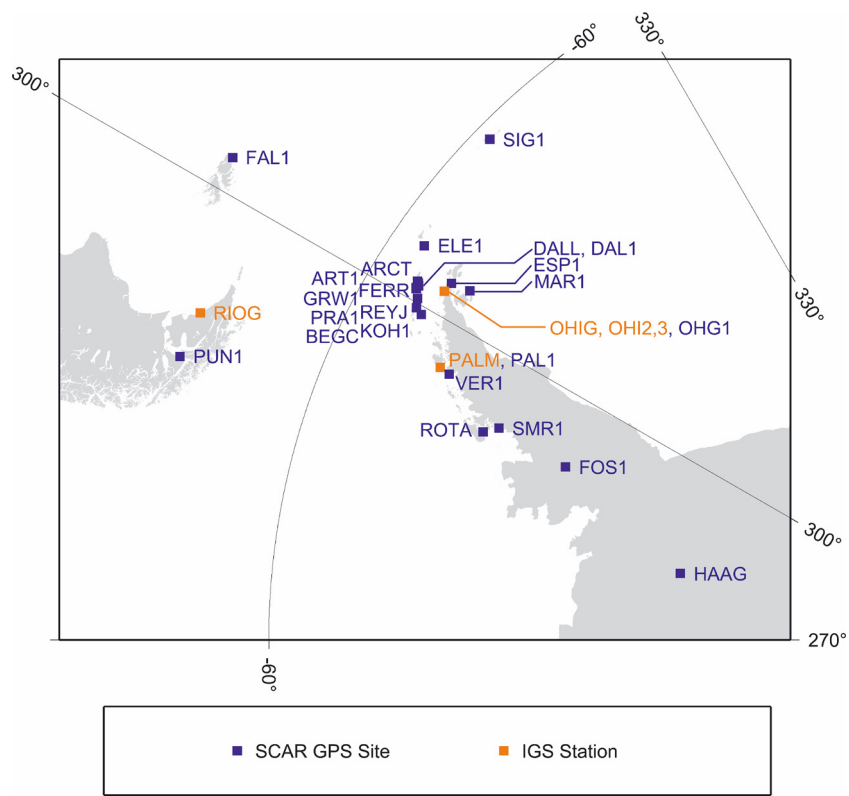 -60°
330°
300°
SIG1
FAL1
ELE1
DALL, DAL1
ARCT
ESP1
ART1
MAR1
FERR
GRW1
330°
REYJ
RIOG
PRA1
OHIG, OHI2,3, OHG1
KOH1
BEGC
PUN1
PALM, PAL1
VER1
ROTA
SMR1
FOS1
300°
HAAG
270°
-60°
SCAR GPS Site
IGS Station